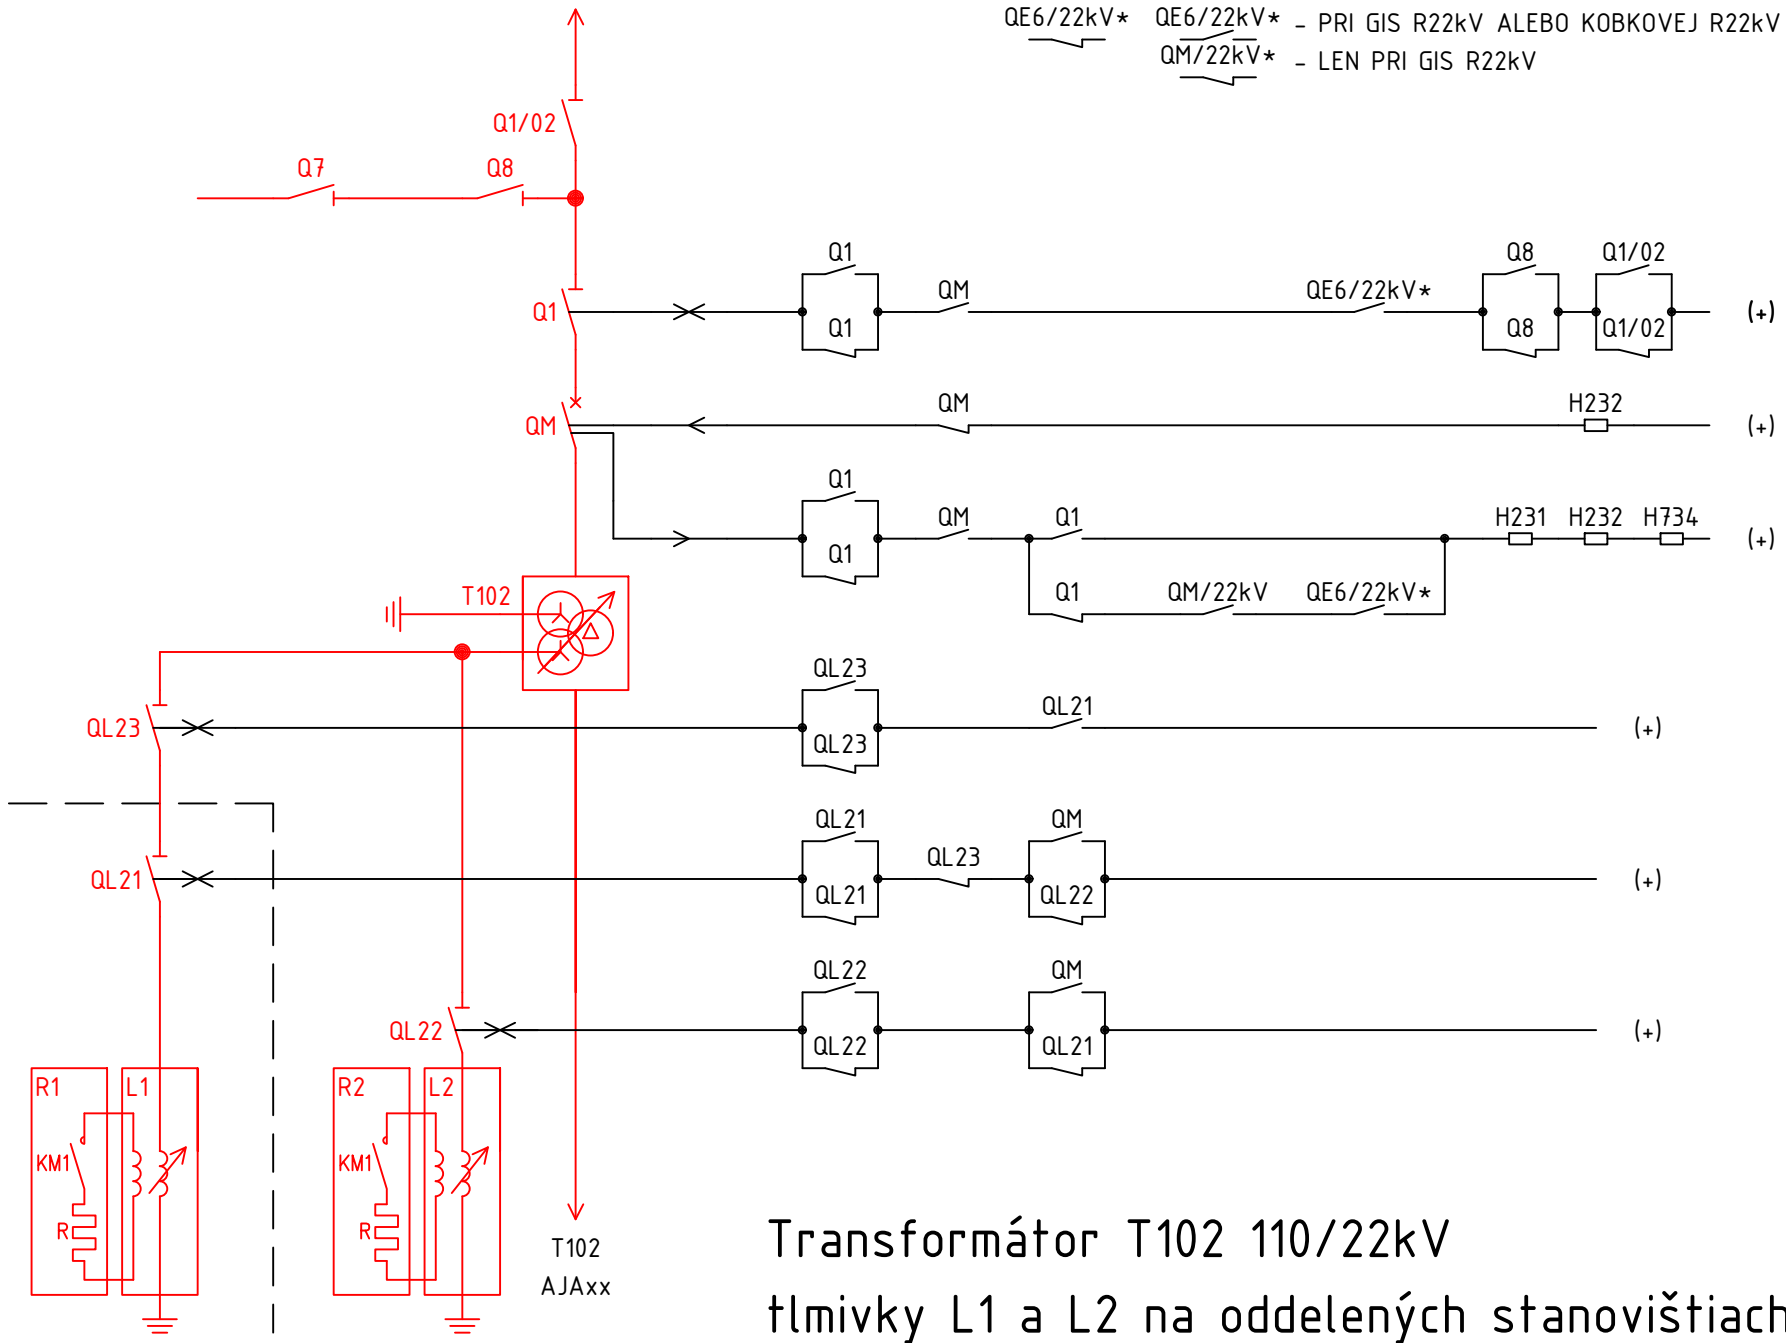 QE6/22kV* QE6/22kV* - PRI GIS R22kV ALEBO KOBKOVEJ R22kV
QM/22kV* - LEN PRI GIS R22kV
Q1/02
Q7 Q8
Q1 Q8 Q1/02
Q1 QM QE6/22kV* (+)
Q1 Q8 Q1/02
QM QM H232 (+)
Q1
QM Q1 H231 H232 H734 (+)
Q1
T102 Q1 QM/22kV QE6/22kV*
QL23
QL23 QL21 (+)
QL23
QL21 QM
QL21 QL23 (+)
QL21 QL22
QL22 QM
QL22 (+)
QL22 QL21
R1 L1 R2 L2
KM1 KM1
R R
T102
AJAxx
Transformátor T102 110/22kV
tlmivky L1 a L2 na oddelených stanovištiach